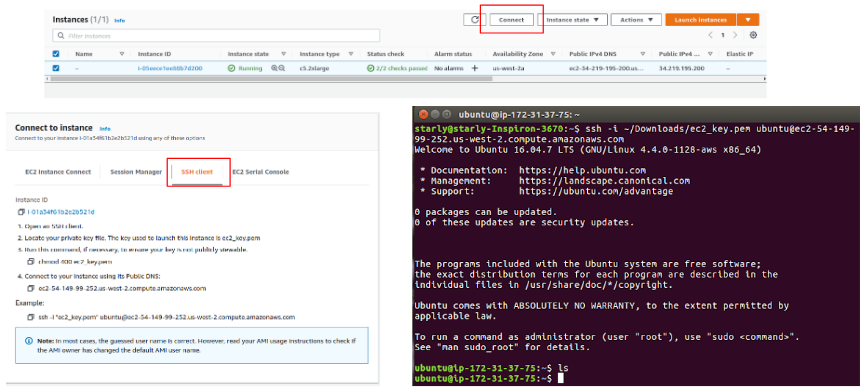 Instances (1/1) Info
Connect
Instance state ▼
Actions ▼
Launch instances ▼
Filter instances
1
Name
Instance ID
Instance state
Instance type
Status check
Alarm status
Availability Zone
Public IPv4 DNS
Public IPv4 ...
Elastic IP
–
Running
c5.2xlarge
2/2 checks passed
No alarms +
us-west-2a
ec2-34-219-195-200.us...
34.219.195.200
–
Connect to instance Info
Connect to your instance i-01a54f61b2e2b521d using any of these options
EC2 Instance Connect
Session Manager
SSH client
EC2 Serial Console
Instance ID
i-01a54f61b2e2b521d
1. Open an SSH client.
2. Locate your private key file. The key used to launch this instance is ec2_key.pem
3. Run this command, if necessary, to ensure your key is not publicly viewable.
chmod 400 ec2_key.pem
4. Connect to your instance using its Public DNS:
ec2-54-149-99-252.us-west-2.compute.amazonaws.com
Example:
ssh -i "ec2_key.pem" ubuntu@ec2-54-149-99-252.us-west-2.compute.amazonaws.com
Note: In most cases, the guessed user name is correct. However, read your AMI usage instructions to check if
the AMI owner has changed the default AMI user name.
ubuntu@ip-172-31-37-75: ~
starly@starly-Inspiron-3670:~$ ssh -i ~/Downloads/ec2_key.pem ubuntu@ec2-54-149-
99-252.us-west-2.compute.amazonaws.com
Welcome to Ubuntu 16.04.7 LTS (GNU/Linux 4.4.0-1128-aws x86_64)
* Documentation: https://help.ubuntu.com
* Management: https://landscape.canonical.com
* Support: https://ubuntu.com/advantage
0 packages can be updated.
0 of these updates are security updates.
The programs included with the Ubuntu system are free software;
the exact distribution terms for each program are described in the
individual files in /usr/share/doc/*/copyright.
Ubuntu comes with ABSOLUTELY NO WARRANTY, to the extent permitted by
applicable law.
To run a command as administrator (user "root"), use "sudo <command>".
See "man sudo_root" for details.
ubuntu@ip-172-31-37-75:~$ ls
ubuntu@ip-172-31-37-75:~$